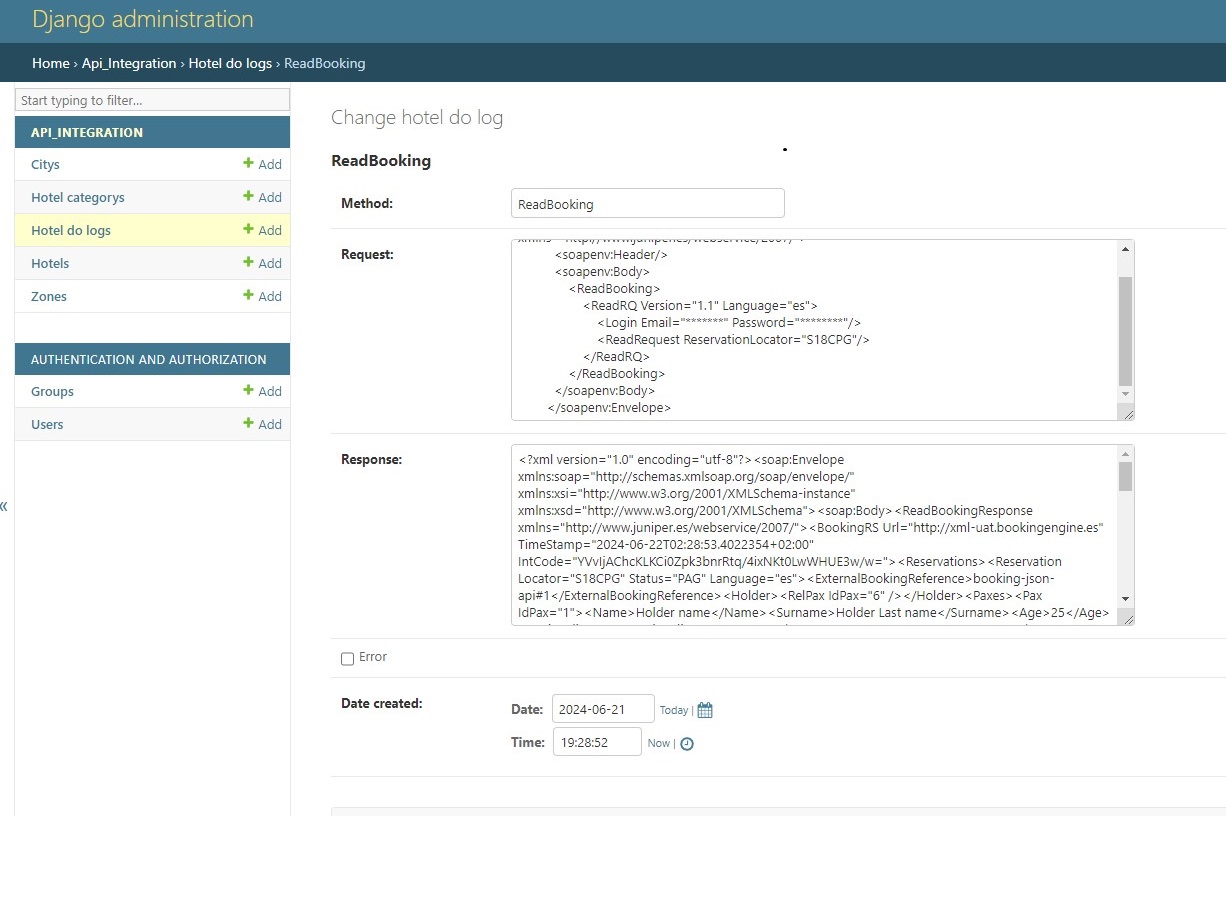 Django administration
Home › Api_Integration › Hotel do logs › ReadBooking
Start typing to filter...
API_INTEGRATION
Citys + Add
Hotel categorys + Add
Hotel do logs + Add
Hotels + Add
Zones + Add
AUTHENTICATION AND AUTHORIZATION
Groups + Add
Users + Add
«
Change hotel do log
ReadBooking
Method: ReadBooking
Request:
<soapenv:Header/>
<soapenv:Body>
<ReadBooking>
<ReadRQ Version="1.1" Language="es">
<Login Email="*******" Password="********"/>
<ReadRequest ReservationLocator="S18CPG"/>
</ReadRQ>
</ReadBooking>
</soapenv:Body>
</soapenv:Envelope>
Response:
<?xml version="1.0" encoding="utf-8"?><soap:Envelope
xmlns:soap="http://schemas.xmlsoap.org/soap/envelope/"
xmlns:xsi="http://www.w3.org/2001/XMLSchema-instance"
xmlns:xsd="http://www.w3.org/2001/XMLSchema"><soap:Body><ReadBookingResponse
xmlns="http://www.juniper.es/webservice/2007/"><BookingRS Url="http://xml-uat.bookingengine.es"
TimeStamp="2024-06-22T02:28:53.4022354+02:00"
IntCode="YVvIjAChcKLKCi0Zpk3bnrRtq/4ixNKt0LwWHUE3w/w="><Reservations><Reservation
Locator="S18CPG" Status="PAG" Language="es"><ExternalBookingReference>booking-json-
api#1</ExternalBookingReference><Holder><RelPax IdPax="6" /></Holder><Paxes><Pax
IdPax="1"><Name>Holder name</Name><Surname>Holder Last name</Surname><Age>25</Age>
Error
Date created:
Date: 2024-06-21 Today |
Time: 19:28:52 Now |